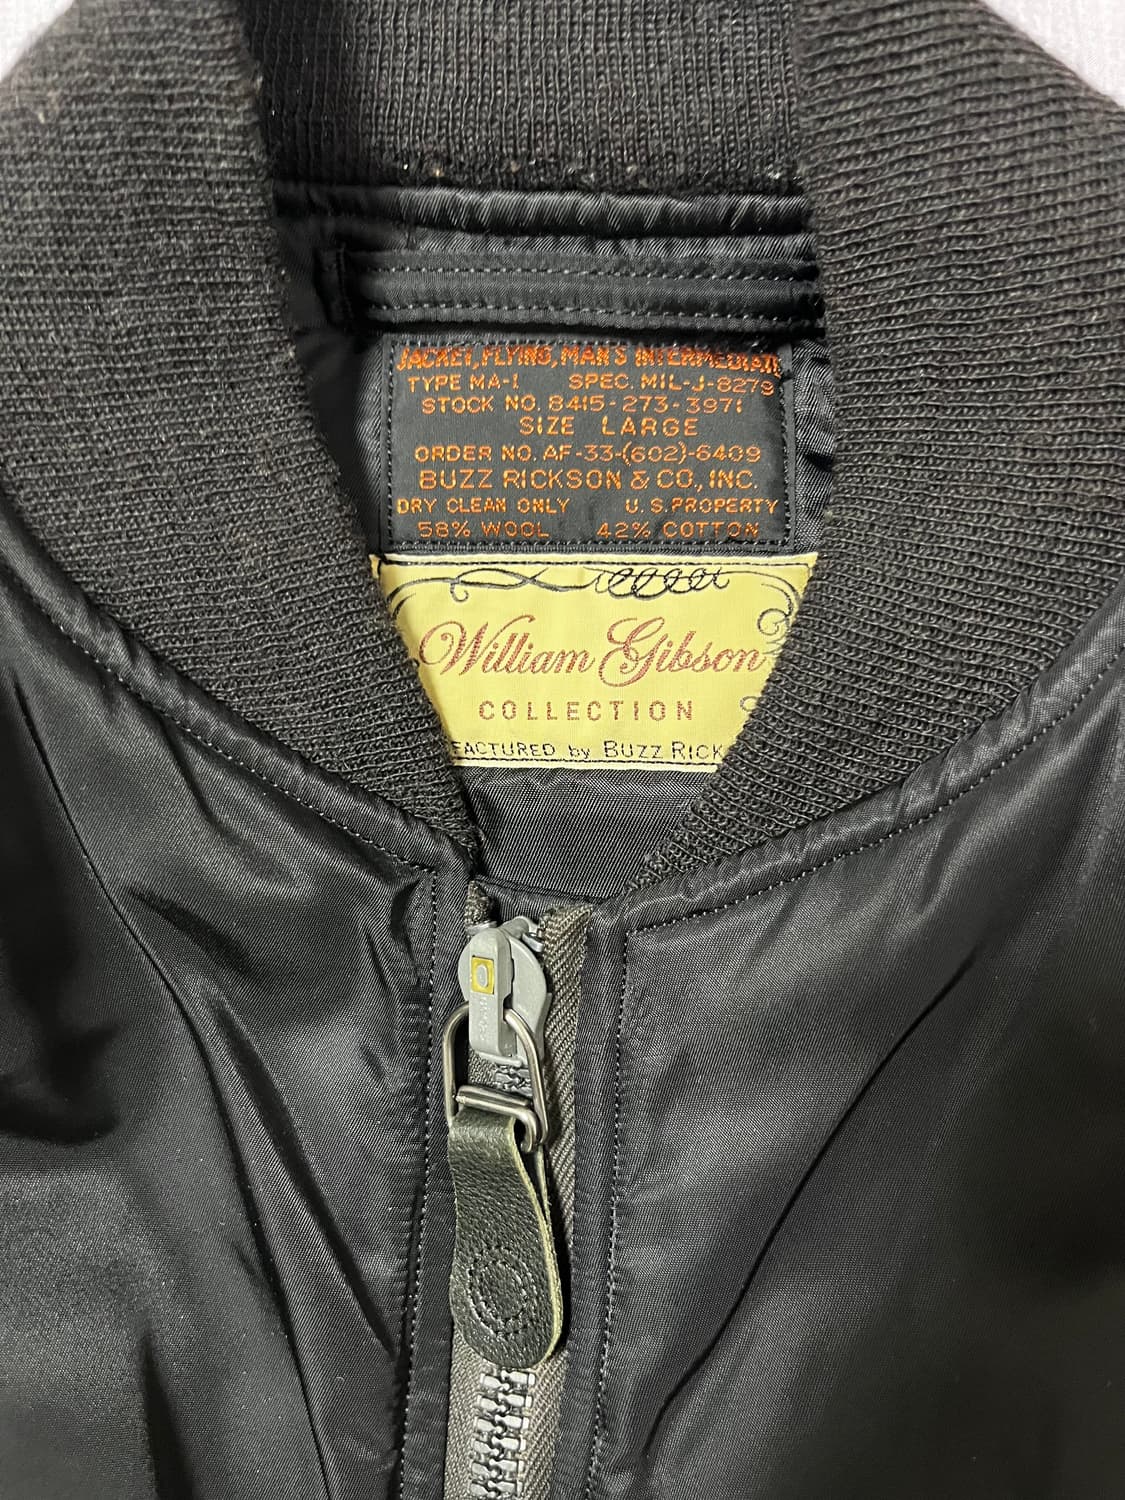 JACKET, FLYING, MAN'S INTERMEDIATE
TYPE MA-1 SPEC. MIL-J-8279
STOCK NO. 8415-273-3971
SIZE LARGE
ORDER NO. AF-33-(602)-6409
BUZZ RICKSON & CO., INC.
DRY CLEAN ONLY U.S. PROPERTY
58% WOOL 42% COTTON
William Gibson
COLLECTION
FACTURED by BUZZ RICK